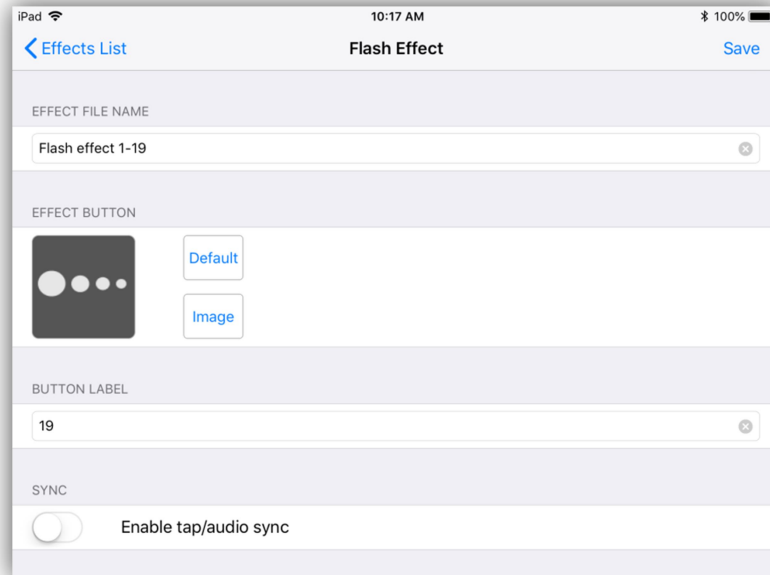 iPad 10:17 AM 100%
Effects List Flash Effect Save
EFFECT FILE NAME
Flash effect 1-19
EFFECT BUTTON
Default
Image
BUTTON LABEL
19
SYNC
Enable tap/audio sync